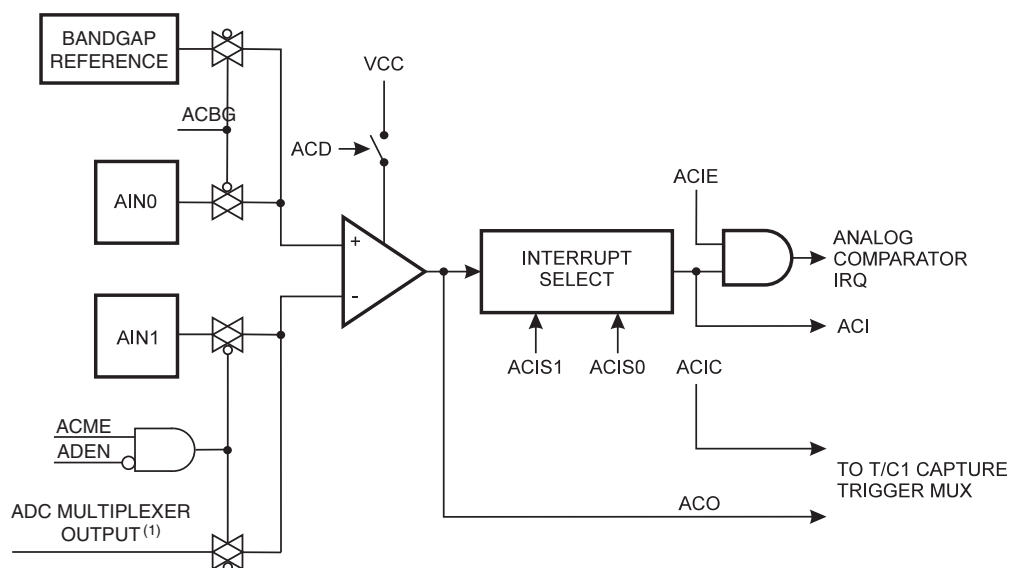 BANDGAP
REFERENCE
VCC
ACBG
ACD
AIN0
ACIE
+
INTERRUPT
SELECT
ANALOG
COMPARATOR
IRQ
-
AIN1
ACI
ACIS1
ACIS0
ACIC
ACME
ADEN
TO T/C1 CAPTURE
TRIGGER MUX
ACO
ADC MULTIPLEXER
OUTPUT(1)